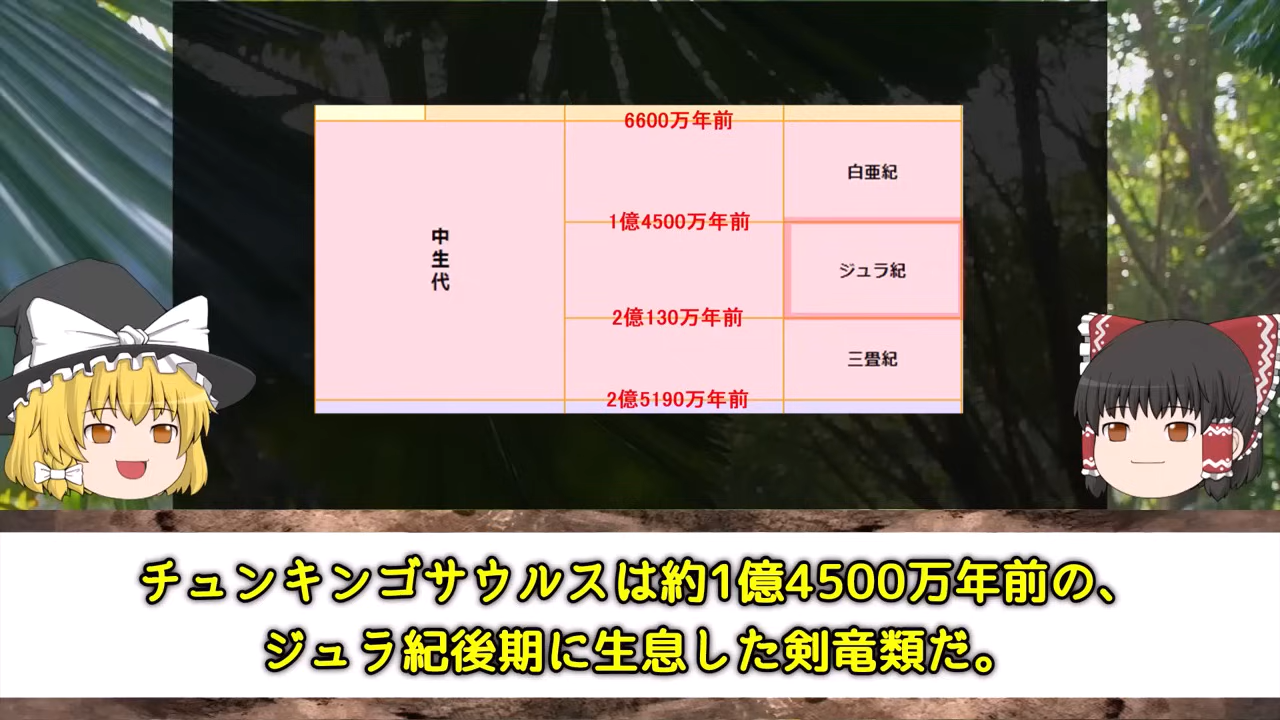 6600万年前
白亜紀
1億4500万年前
中生代
ジュラ紀
2億130万年前
三畳紀
2億5190万年前
チュンキンゴサウルスは約1億4500万年前の、
ジュラ紀後期に生息した剣竜類だ。